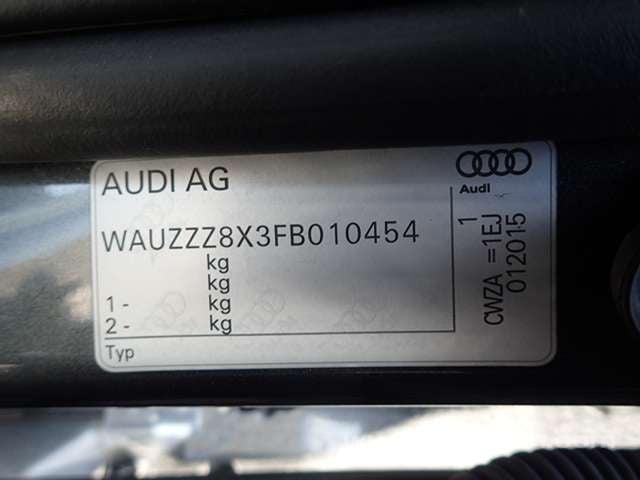 AUDI AG
Audi
WAUZZZ8X3FB010454
kg
kg
1 - kg
2 - kg
Typ
1
CWZA =1EJ
012015